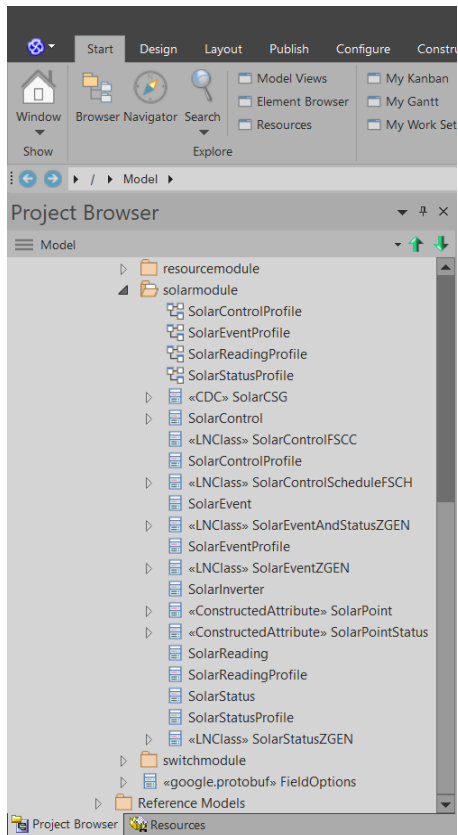 Start Design Layout Publish Configure Constru
Window Browser Navigator Search Model Views My Kanban
Element Browser My Gantt
Resources My Work Set
Show Explore
/ Model
Project Browser
Model
resourcemodule
solarmodule
SolarControlProfile
SolarEventProfile
SolarReadingProfile
SolarStatusProfile
«CDC» SolarCSG
SolarControl
«LNClass» SolarControlFSCC
SolarControlProfile
«LNClass» SolarControlScheduleFSCH
SolarEvent
«LNClass» SolarEventAndStatusZGEN
SolarEventProfile
«LNClass» SolarEventZGEN
SolarInverter
«ConstructedAttribute» SolarPoint
«ConstructedAttribute» SolarPointStatus
SolarReading
SolarReadingProfile
SolarStatus
SolarStatusProfile
«LNClass» SolarStatusZGEN
switchmodule
«google.protobuf» FieldOptions
Reference Models
Project Browser Resources